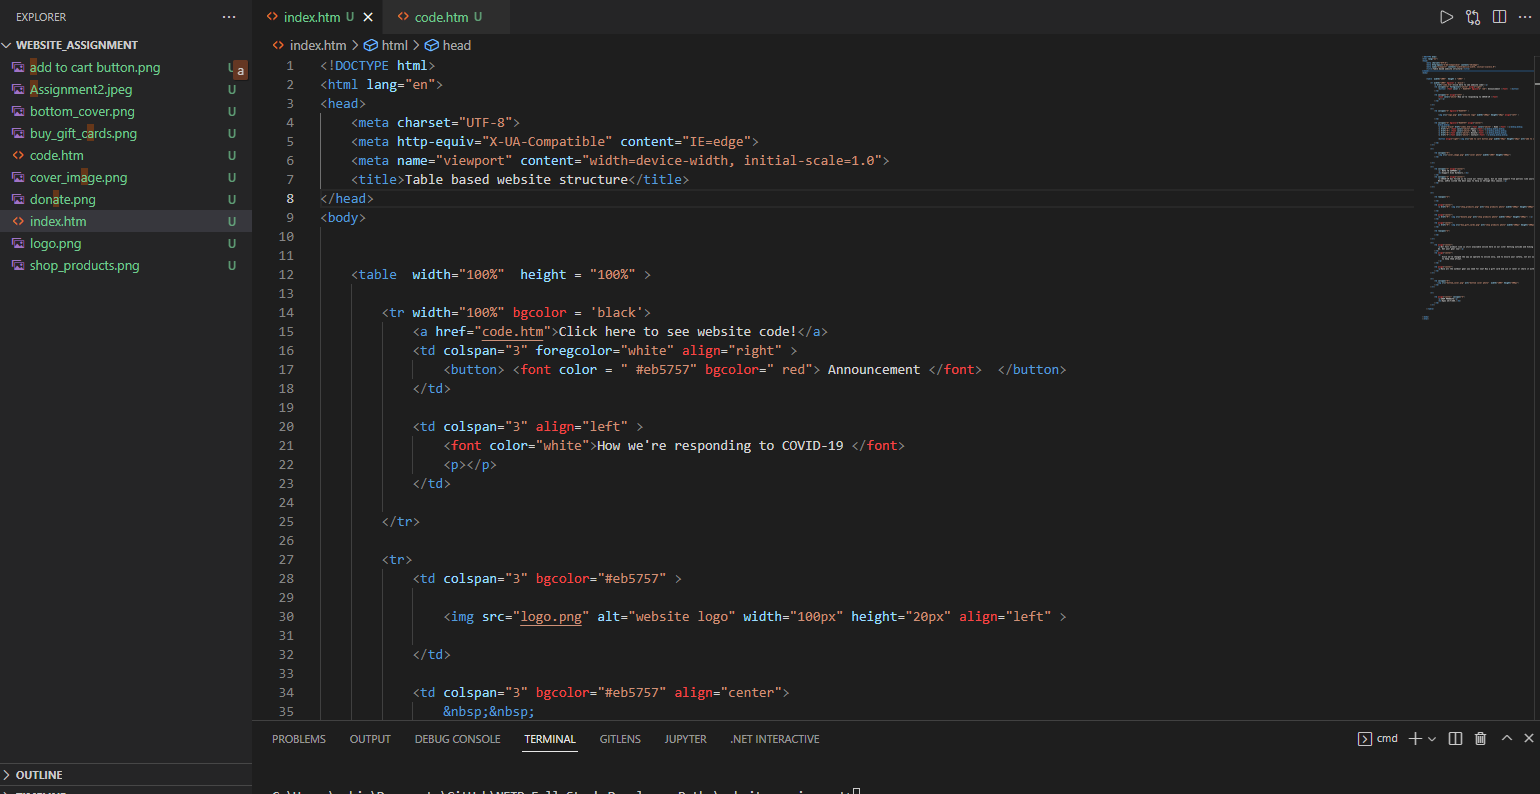 EXPLORER
WEBSITE_ASSIGNMENT
add to cart button.png U
a
Assignment2.jpeg U
bottom_cover.png U
buy_gift_cards.png U
code.htm U
cover_image.png U
donate.png U
index.htm U
logo.png U
shop_products.png U
OUTLINE
index.htm U
code.htm U
index.htm > html > head
1 <!DOCTYPE html>
2 <html lang="en">
3 <head>
4 <meta charset="UTF-8">
5 <meta http-equiv="X-UA-Compatible" content="IE=edge">
6 <meta name="viewport" content="width=device-width, initial-scale=1.0">
7 <title>Table based website structure</title>
8 </head>
9 <body>
10
11
12 <table  width="100%"  height = "100%" >
13
14 <tr width="100%" bgcolor = 'black'>
15 <a href="code.htm">Click here to see website code!</a>
16 <td colspan="3" foregcolor="white" align="right" >
17 <button> <font color = " #eb5757" bgcolor=" red"> Announcement </font>  </button>
18 </td>
19
20 <td colspan="3" align="left" >
21 <font color="white">How we're responding to COVID-19 </font>
22 <p></p>
23 </td>
24
25 </tr>
26
27 <tr>
28 <td colspan="3" bgcolor="#eb5757" >
29
30 <img src="logo.png" alt="website logo" width="100px" height="20px" align="left" >
31
32 </td>
33
34 <td colspan="3" bgcolor="#eb5757" align="center">
35 &nbsp;&nbsp;
PROBLEMS OUTPUT DEBUG CONSOLE TERMINAL GITLENS JUPYTER .NET INTERACTIVE
cmd